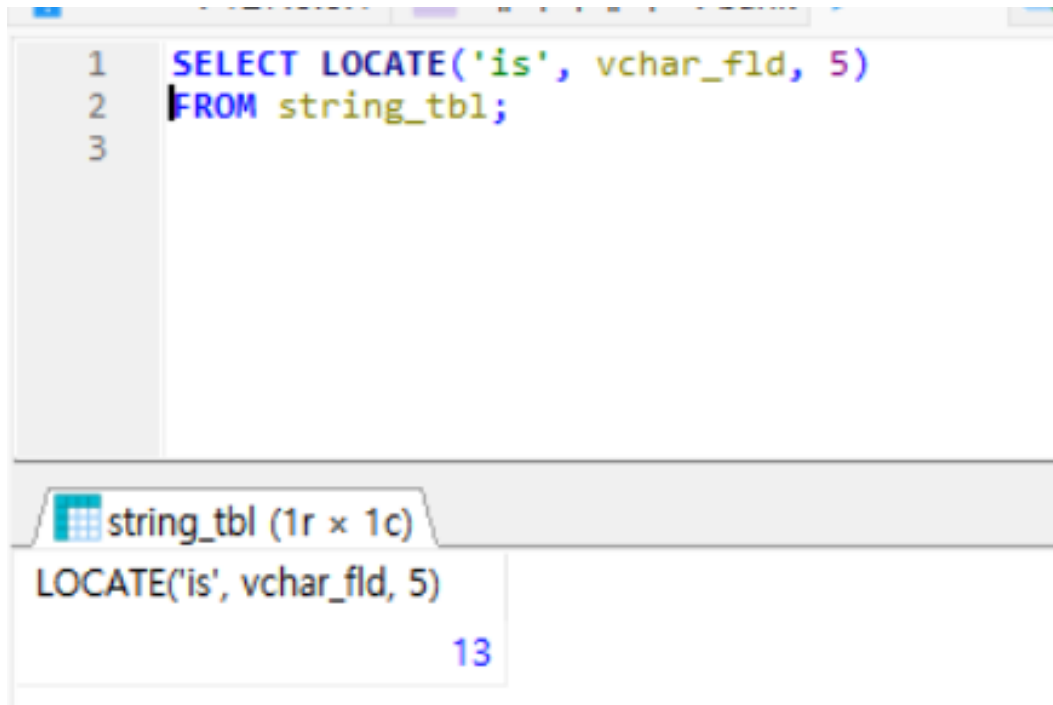 1 SELECT LOCATE('is', vchar_fld, 5)
2 FROM string_tbl;
3
string_tbl (1r × 1c)
LOCATE('is', vchar_fld, 5)
13